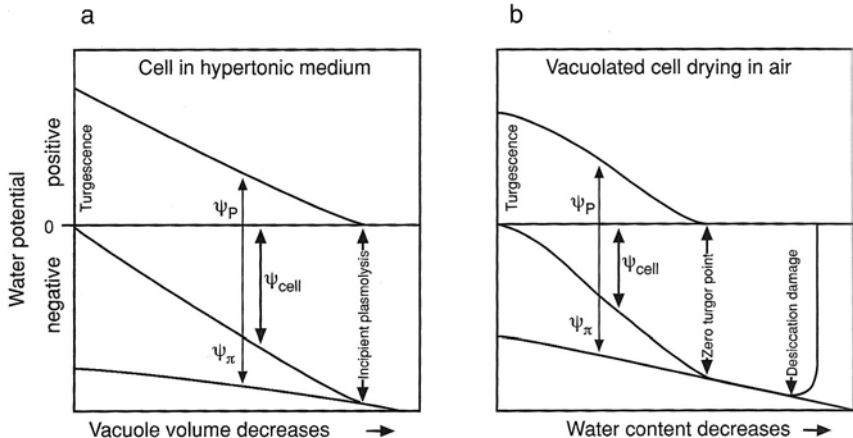 a
Cell in hypertonic medium
Water potential
positive
0
negative
Turgescence
ψP
ψcell
ψπ
Incipient plasmolysis
Vacuole volume decreases →
b
Vacuolated cell drying in air
Turgescence
ψP
ψcell
ψπ
Zero turgor point
Desiccation damage
Water content decreases →